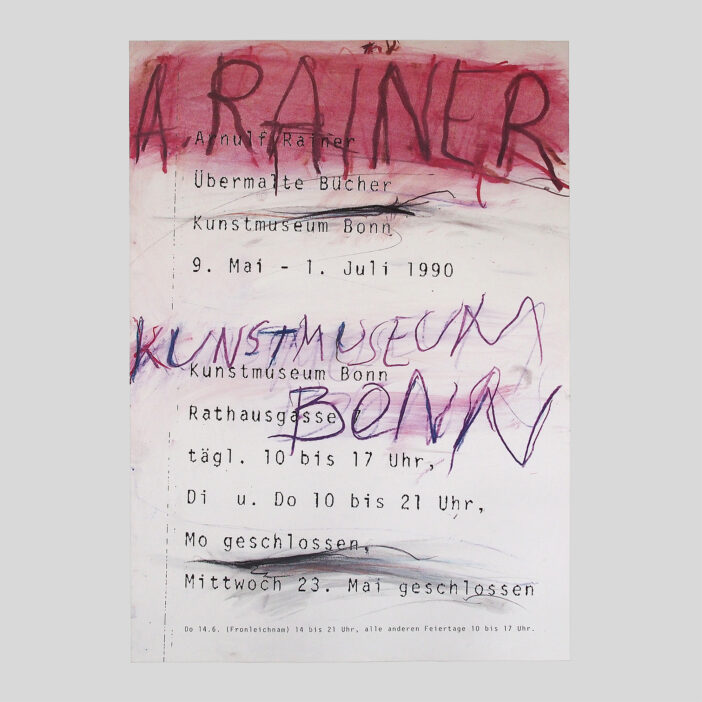 A. RAINER
Arnulf Rainer
Übermalte Bücher
Kunstmuseum Bonn
9. Mai - 1. Juli 1990
KUNSTMUSEUM
Kunstmuseum Bonn
BONN
Rathausgasse 7
tägl. 10 bis 17 Uhr,
Di u. Do 10 bis 21 Uhr,
Mo geschlossen,
Mittwoch 23. Mai geschlossen
Do 14.6. (Fronleichnam) 14 bis 21 Uhr, alle anderen Feiertage 10 bis 17 Uhr.